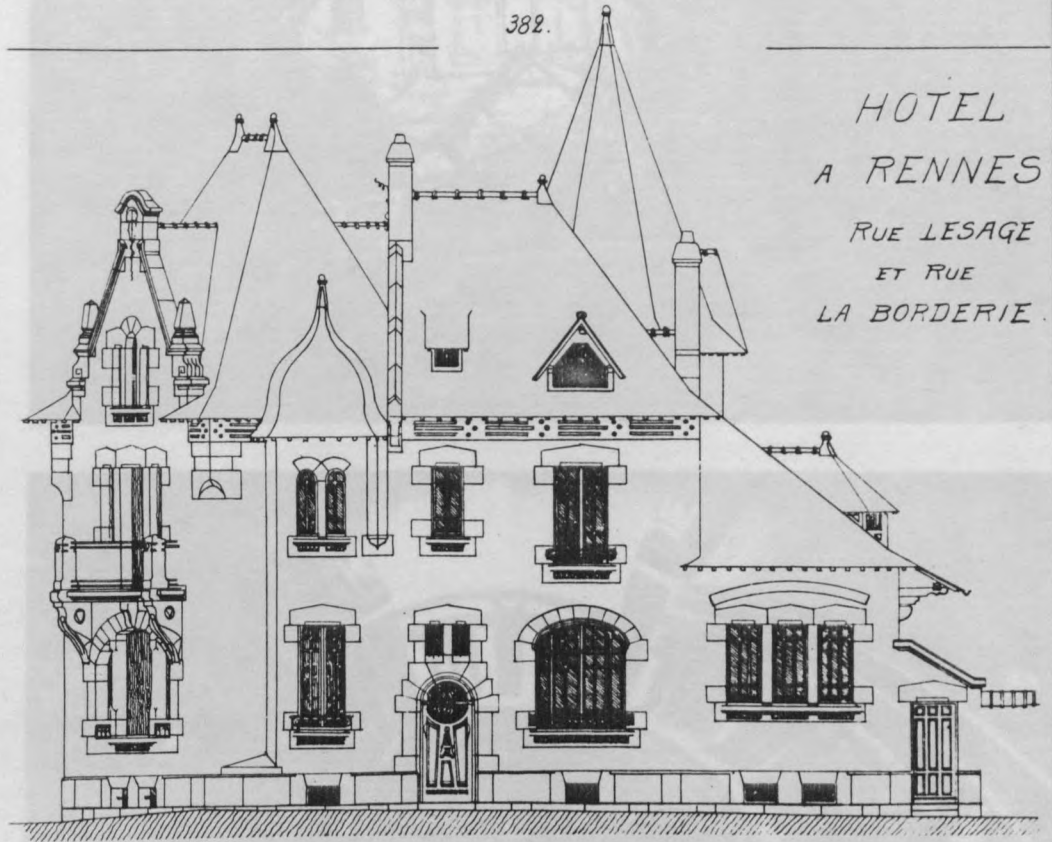 382.
HOTEL
A RENNES
RUE LESAGE
ET RUE
LA BORDERIE.